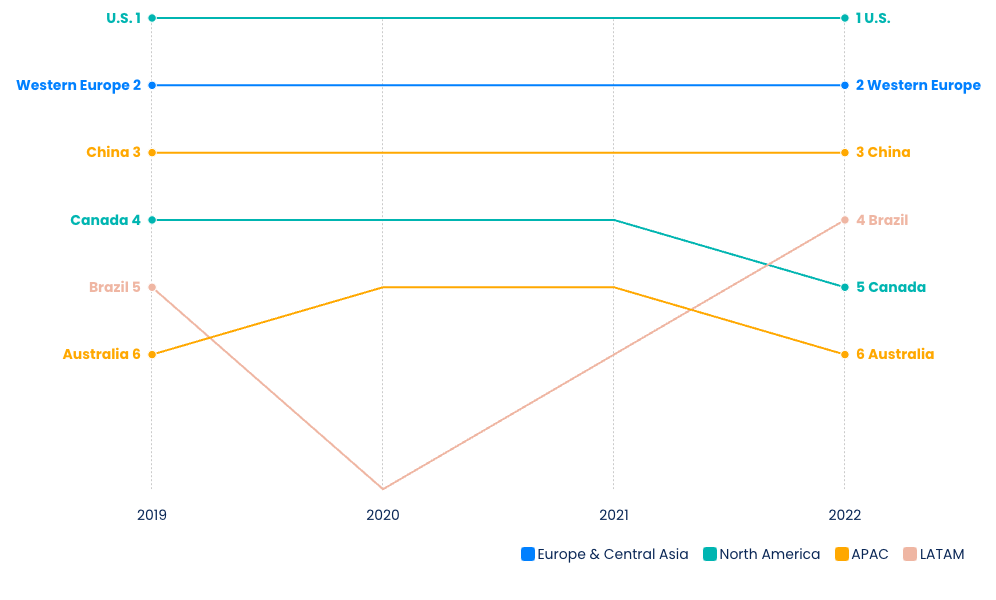 U.S. 1 1 U.S.
Western Europe 2 2 Western Europe
China 3 3 China
Canada 4 4 Brazil
Brazil 5 5 Canada
Australia 6 6 Australia
2019 2020 2021 2022
Europe & Central Asia North America APAC LATAM